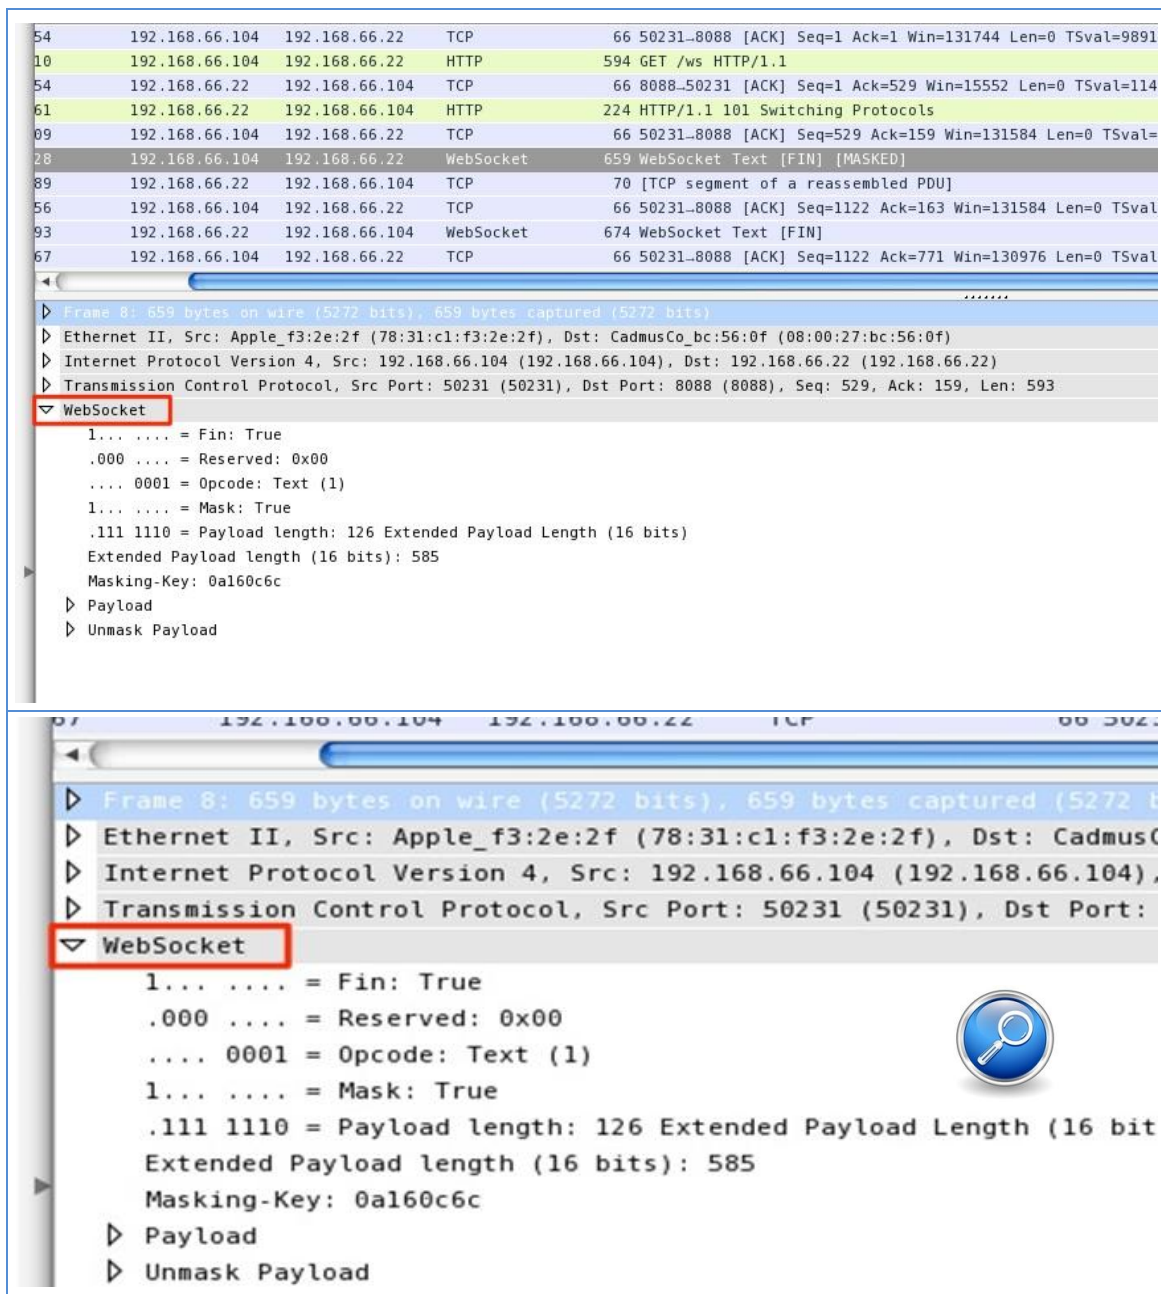 54 192.168.66.104 192.168.66.22 TCP 66 50231→8088 [ACK] Seq=1 Ack=1 Win=131744 Len=0 TSval=9891
10 192.168.66.104 192.168.66.22 HTTP 594 GET /ws HTTP/1.1
54 192.168.66.22 192.168.66.104 TCP 66 8088→50231 [ACK] Seq=1 Ack=529 Win=15552 Len=0 TSval=114
61 192.168.66.22 192.168.66.104 HTTP 224 HTTP/1.1 101 Switching Protocols
09 192.168.66.104 192.168.66.22 TCP 66 50231→8088 [ACK] Seq=529 Ack=159 Win=131584 Len=0 TSval=
28 192.168.66.104 192.168.66.22 WebSocket 659 WebSocket Text [FIN] [MASKED]
89 192.168.66.22 192.168.66.104 TCP 70 [TCP segment of a reassembled PDU]
56 192.168.66.104 192.168.66.22 TCP 66 50231→8088 [ACK] Seq=1122 Ack=163 Win=131584 Len=0 TSval
93 192.168.66.22 192.168.66.104 WebSocket 674 WebSocket Text [FIN]
67 192.168.66.104 192.168.66.22 TCP 66 50231→8088 [ACK] Seq=1122 Ack=771 Win=130976 Len=0 TSval
Frame 8: 659 bytes on wire (5272 bits), 659 bytes captured (5272 bits)
Ethernet II, Src: Apple_f3:2e:2f (78:31:c1:f3:2e:2f), Dst: CadmusCo_bc:56:0f (08:00:27:bc:56:0f)
Internet Protocol Version 4, Src: 192.168.66.104 (192.168.66.104), Dst: 192.168.66.22 (192.168.66.22)
Transmission Control Protocol, Src Port: 50231 (50231), Dst Port: 8088 (8088), Seq: 529, Ack: 159, Len: 593
WebSocket
1... .... = Fin: True
.000 .... = Reserved: 0x00
.... 0001 = Opcode: Text (1)
1... .... = Mask: True
.111 1110 = Payload length: 126 Extended Payload Length (16 bits)
Extended Payload length (16 bits): 585
Masking-Key: 0a160c6c
Payload
Unmask Payload
67 192.168.66.104 192.168.66.22 TCP 66 502
Frame 8: 659 bytes on wire (5272 bits), 659 bytes captured (5272 b
Ethernet II, Src: Apple_f3:2e:2f (78:31:c1:f3:2e:2f), Dst: CadmusC
Internet Protocol Version 4, Src: 192.168.66.104 (192.168.66.104),
Transmission Control Protocol, Src Port: 50231 (50231), Dst Port:
WebSocket
1... .... = Fin: True
.000 .... = Reserved: 0x00
.... 0001 = Opcode: Text (1)
1... .... = Mask: True
.111 1110 = Payload length: 126 Extended Payload Length (16 bit
Extended Payload length (16 bits): 585
Masking-Key: 0a160c6c
Payload
Unmask Payload